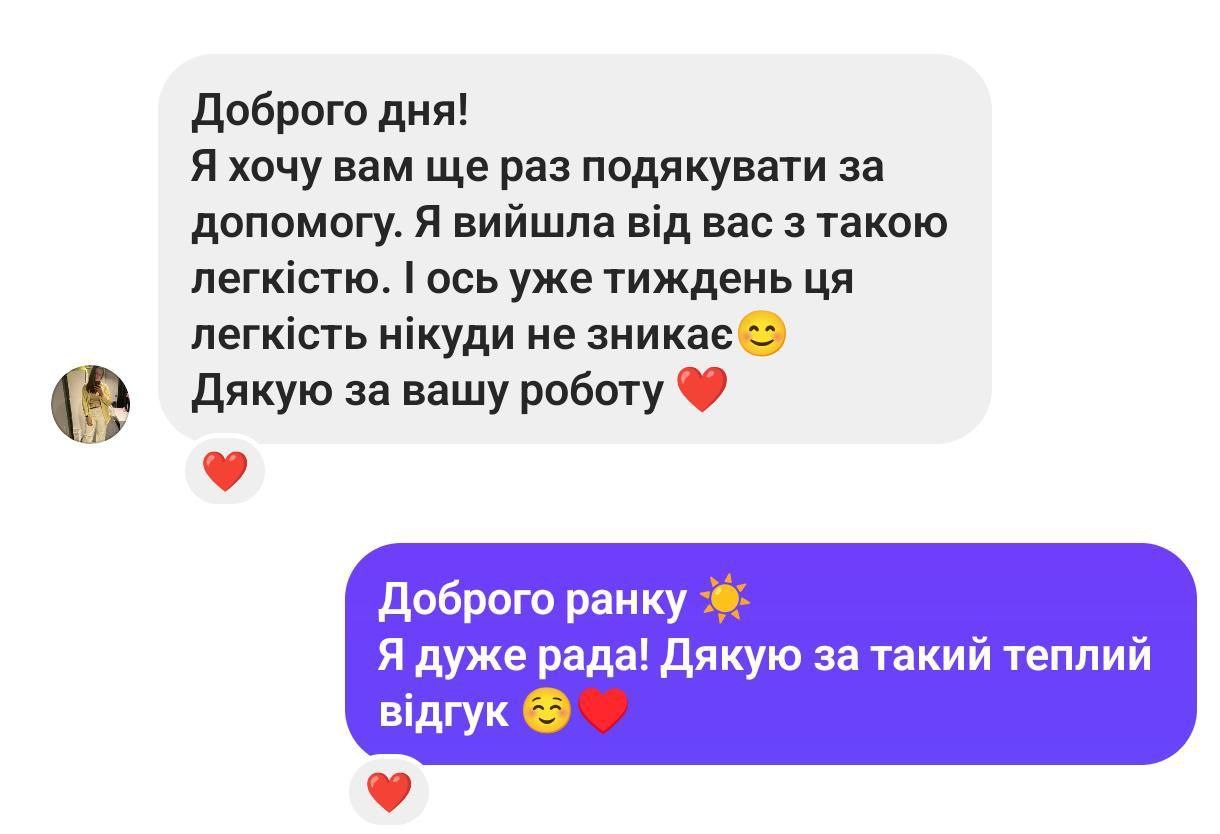 Доброго дня!
Я хочу вам ще раз подякувати за
допомогу. Я вийшла від вас з такою
легкістю. І ось уже тиждень ця
легкість нікуди не зникає😊
Дякую за вашу роботу ❤️
❤️
Доброго ранку ☀️
Я дуже рада! Дякую за такий теплий
відгук ☺️❤️
❤️